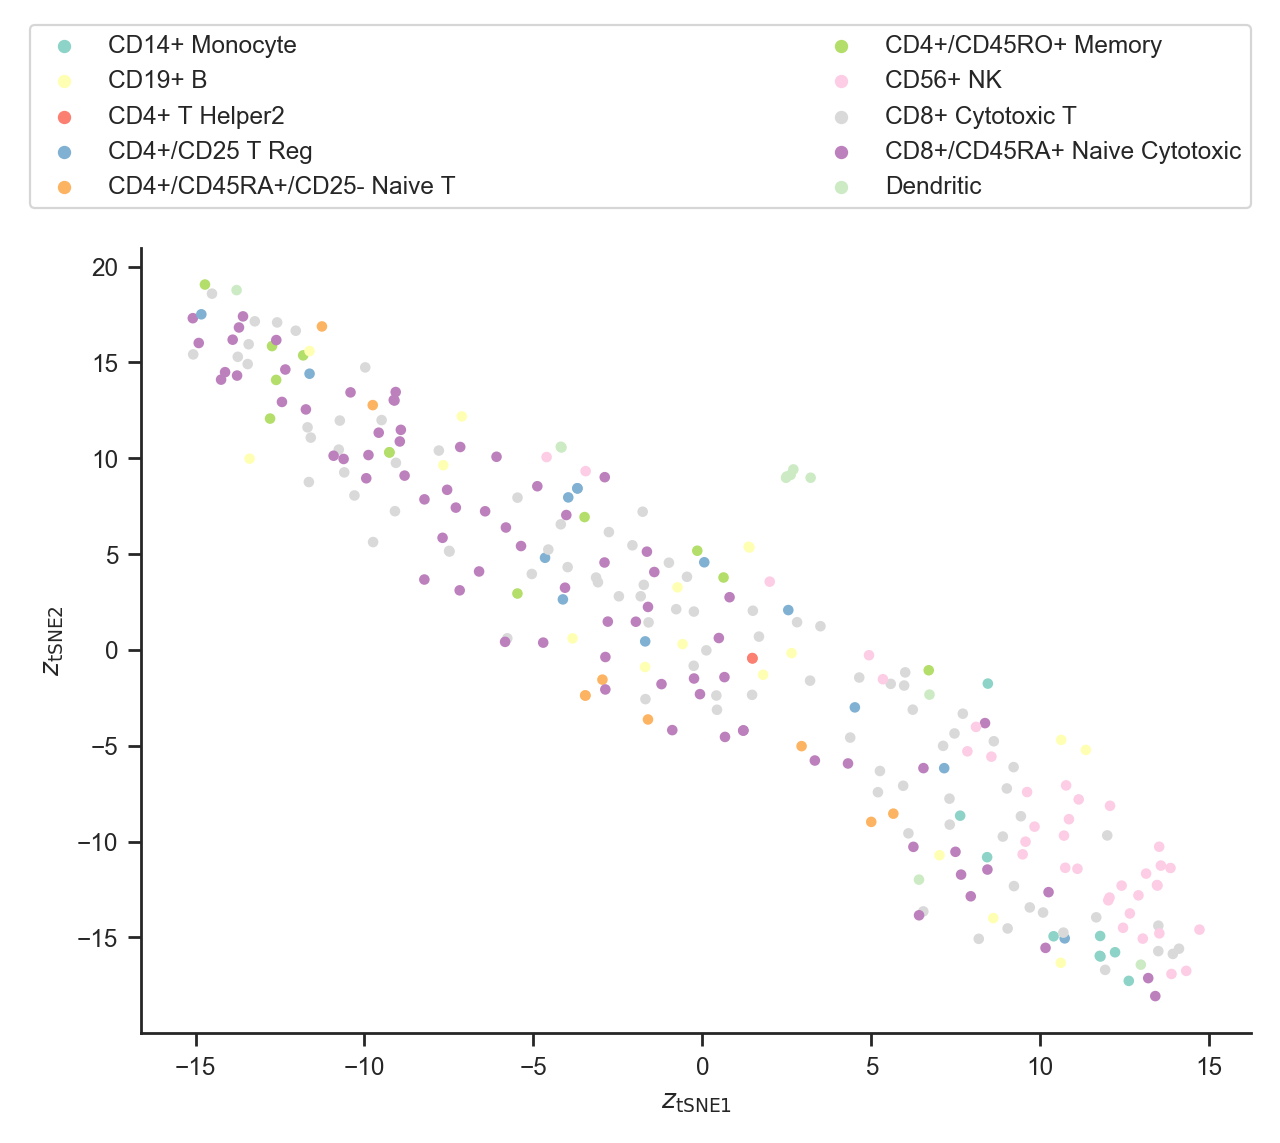 CD14+ Monocyte
CD19+ B
CD4+ T Helper2
CD4+/CD25 T Reg
CD4+/CD45RA+/CD25- Naive T
CD4+/CD45RO+ Memory
CD56+ NK
CD8+ Cytotoxic T
CD8+/CD45RA+ Naive Cytotoxic
Dendritic
20
15
10
5
0
−5
−10
−15
ztSNE2
−15 −10 −5 0 5 10 15
ztSNE1